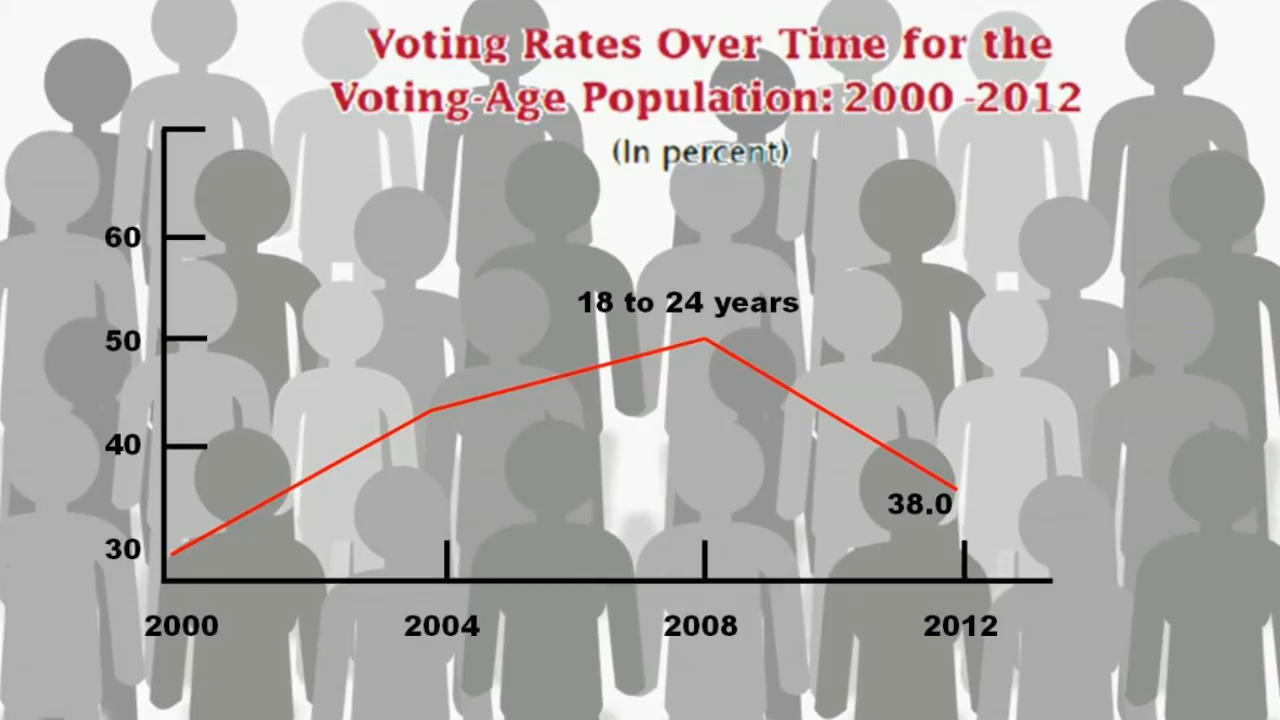 Voting Rates Over Time for the
Voting-Age Population: 2000 -2012
(In percent)
60
18 to 24 years
50
40
38.0
30
2000 2004 2008 2012